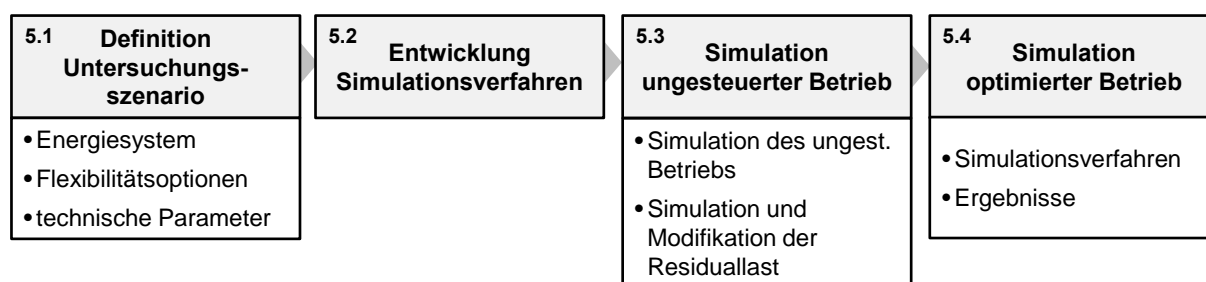 5.1 Definition
Untersuchungs-
szenario
• Energiesystem
• Flexibilitätsoptionen
• technische Parameter
5.2 Entwicklung
Simulationsverfahren
5.3 Simulation
ungesteuerter Betrieb
• Simulation des ungest.
Betriebs
• Simulation und
Modifikation der
Residuallast
5.4 Simulation
optimierter Betrieb
• Simulationsverfahren
• Ergebnisse